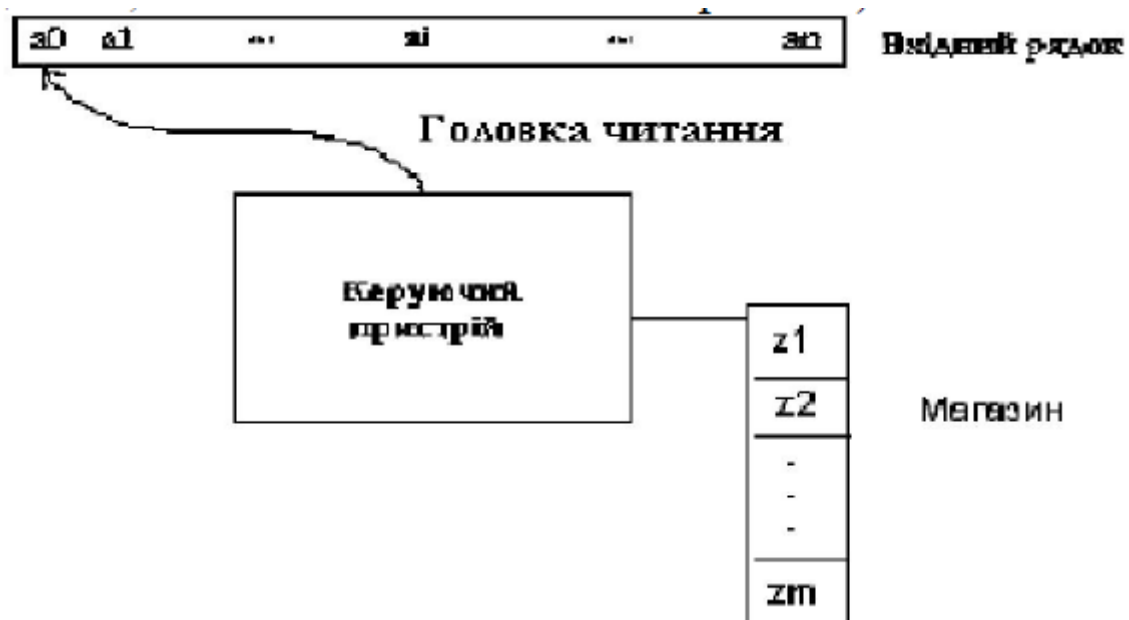 a0 a1 ... ai ... an Вхідний рядок
Головка читання
Керуючий
пристрій
z1
z2
Магазин
-
-
-
zm